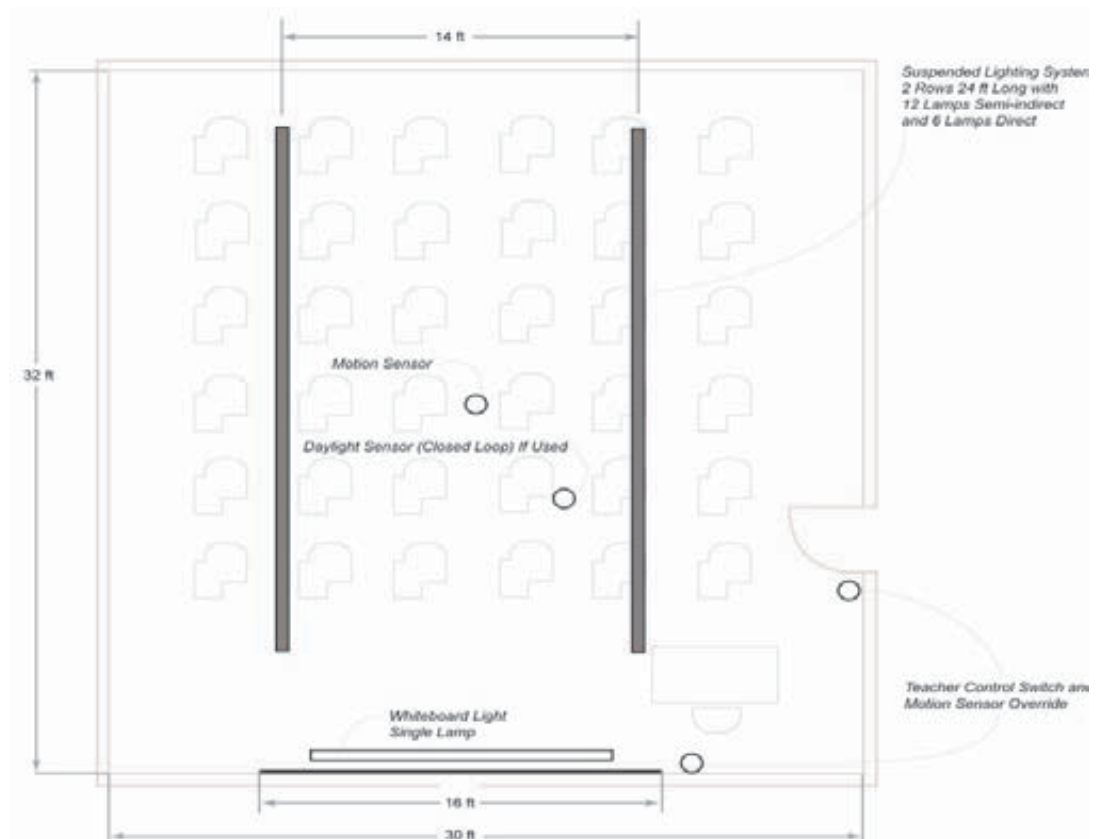 14 ft
Suspended Lighting System
2 Rows 24 ft Long with
12 Lamps Semi-indirect
and 6 Lamps Direct
Motion Sensor
32 ft
Daylight Sensor (Closed Loop) If Used
Teacher Control Switch and
Motion Sensor Override
Whiteboard Light
Single Lamp
16 ft
30 ft